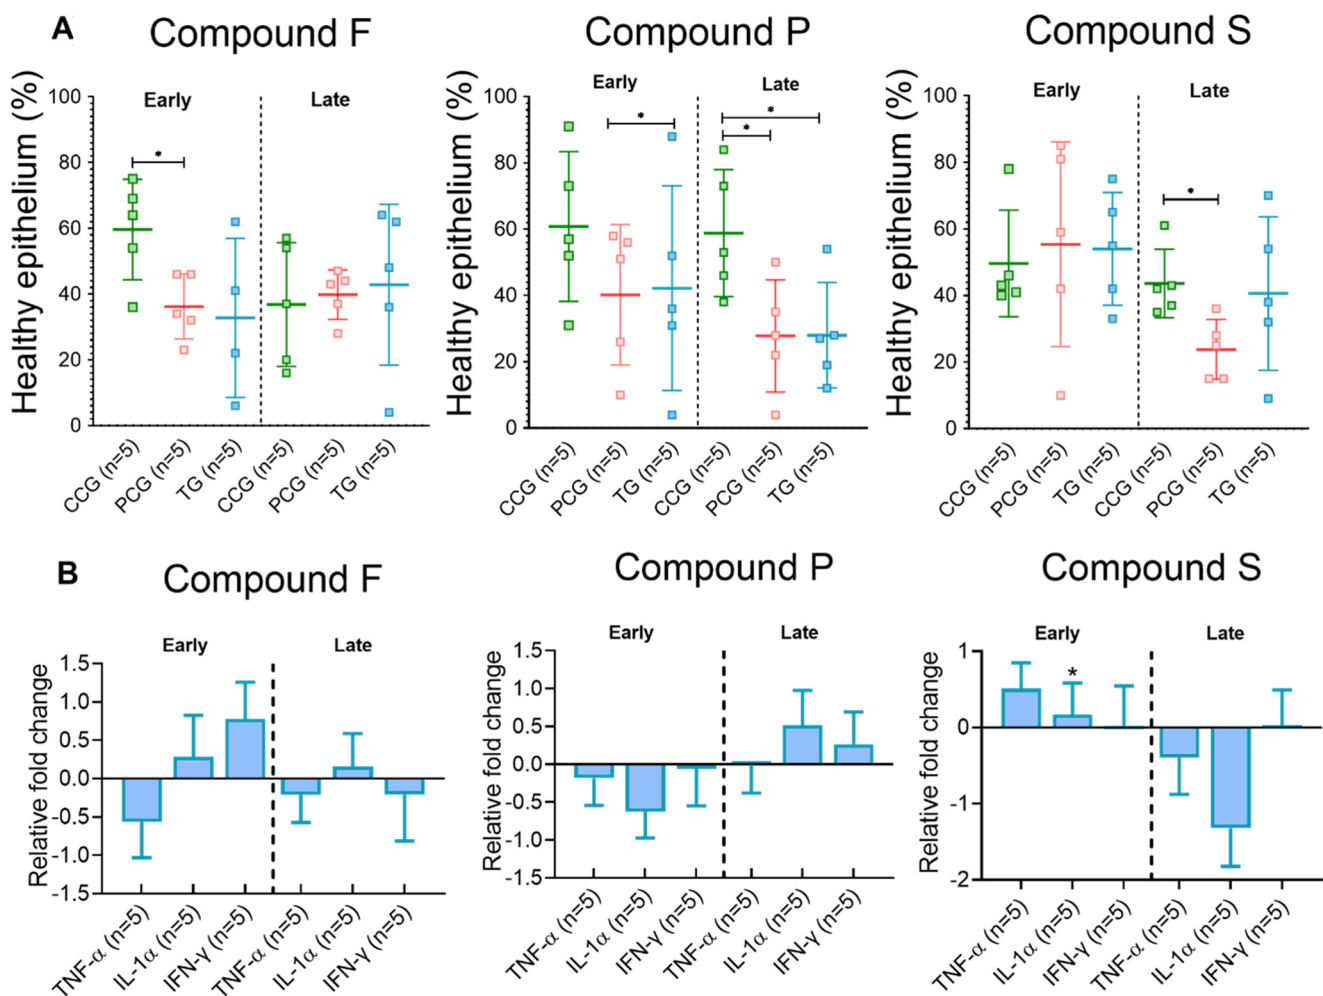 A
Compound F
Compound P
Compound S
Healthy epithelium (%)
Early
Late
*
100
80
60
40
20
0
CCG (n=5)
PCG (n=5)
TG (n=5)
CCG (n=5)
PCG (n=5)
TG (n=5)
Healthy epithelium (%)
Early
Late
*
*
*
100
80
60
40
20
0
CCG (n=5)
PCG (n=5)
TG (n=5)
CCG (n=5)
PCG (n=5)
TG (n=5)
Healthy epithelium (%)
Early
Late
*
100
80
60
40
20
0
CCG (n=5)
PCG (n=5)
TG (n=5)
CCG (n=5)
PCG (n=5)
TG (n=5)
B
Compound F
Compound P
Compound S
Relative fold change
Early
Late
1.5
1.0
0.5
0.0
-0.5
-1.0
-1.5
TNF-α (n=5)
IL-1α (n=5)
IFN-γ (n=5)
TNF-α (n=5)
IL-1α (n=5)
IFN-γ (n=5)
Relative fold change
Early
Late
1.5
1.0
0.5
0.0
-0.5
-1.0
-1.5
TNF-α (n=5)
IL-1α (n=5)
IFN-γ (n=5)
TNF-α (n=5)
IL-1α (n=5)
IFN-γ (n=5)
Relative fold change
Early
Late
*
1
0
-1
-2
TNF-α (n=5)
IL-1α (n=5)
IFN-γ (n=5)
TNF-α (n=5)
IL-1α (n=5)
IFN-γ (n=5)